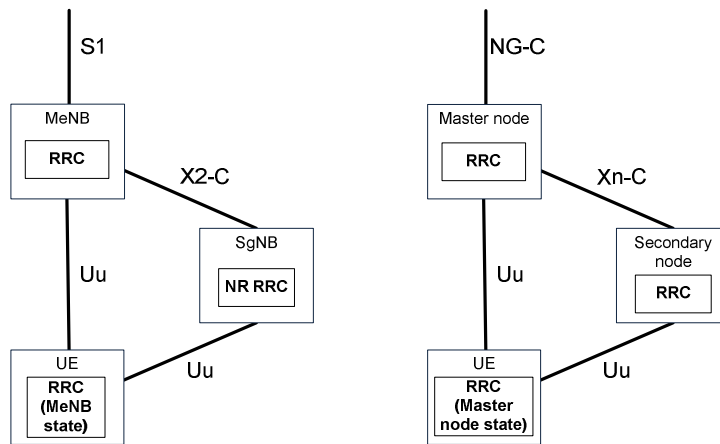 S1
MeNB
RRC
X2-C
SgNB
NR RRC
Uu
Uu
UE
RRC
(MeNB
state)
NG-C
Master node
RRC
Xn-C
Secondary
node
RRC
Uu
Uu
UE
RRC
(Master
node state)